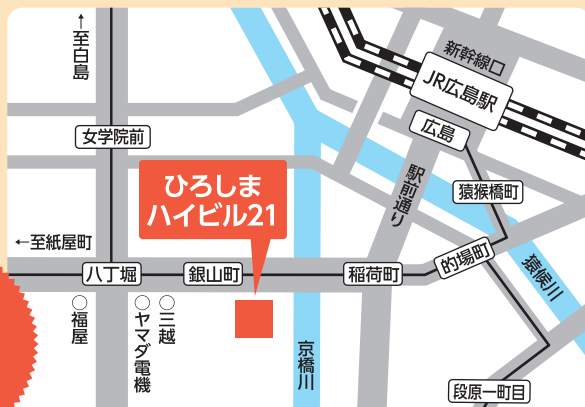 ↑至白島
新幹線口
JR広島駅
広島
女学院前
ひろしま
ハイビル21
駅前通り
猿猴橋町
←至紙屋町
的場町
八丁堀
銀山町
稲荷町
猿候川
○福屋
○ヤマダ電機
○三越
京橋川
段原一町目